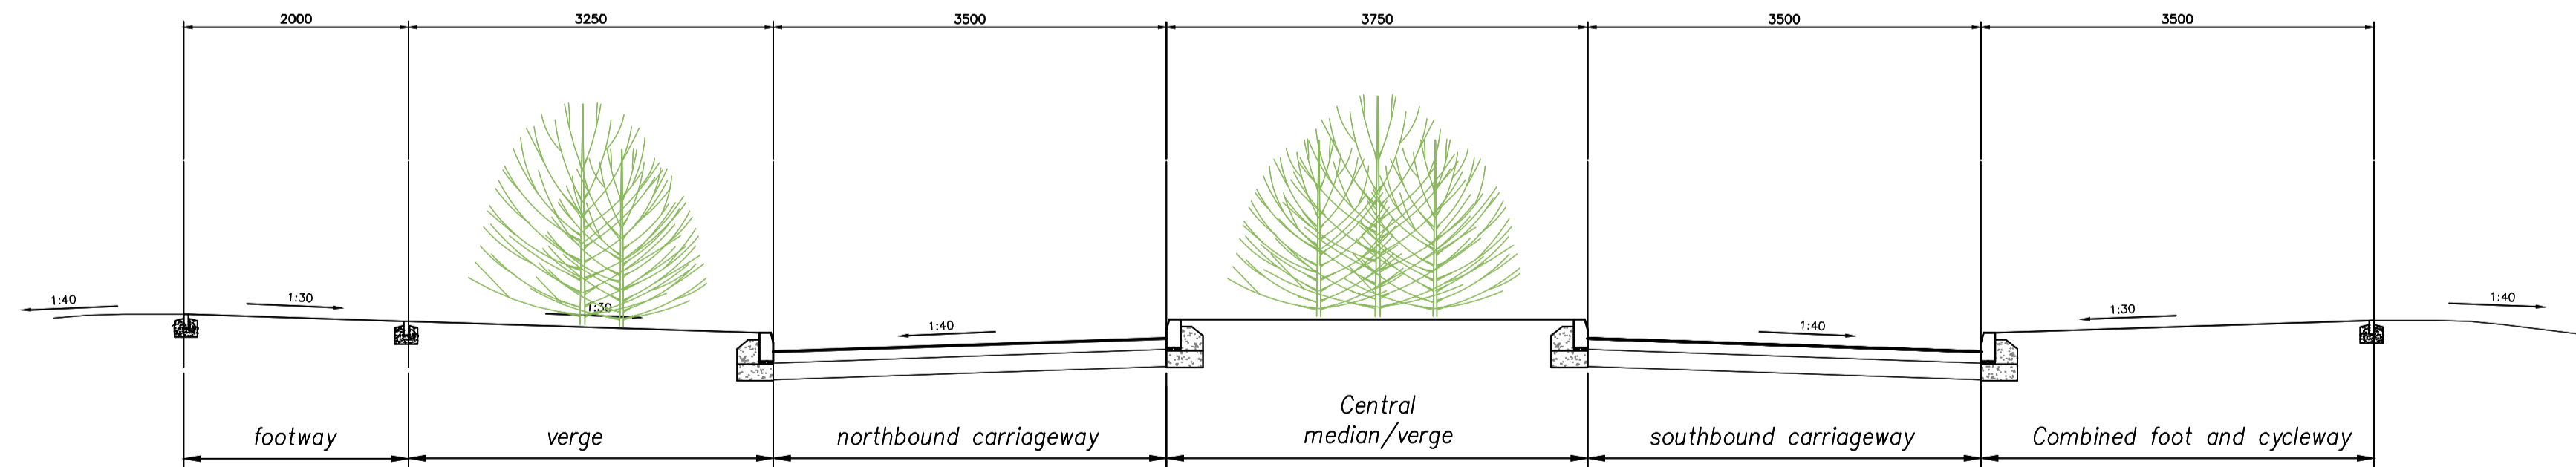 2000
3250
3500
3750
3500
3500
1:40
1:30
1:30
1:40
1:40
1:30
1:40
footway
verge
northbound carriageway
Central
median/verge
southbound carriageway
Combined foot and cycleway